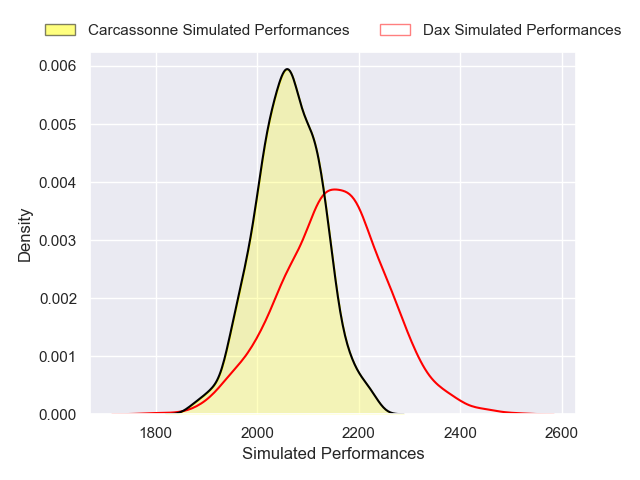 Carcassonne Simulated Performances Dax Simulated Performances
0.006
0.005
0.004
0.003
0.002
0.001
0.000
Density
1800 2000 2200 2400 2600
Simulated Performances